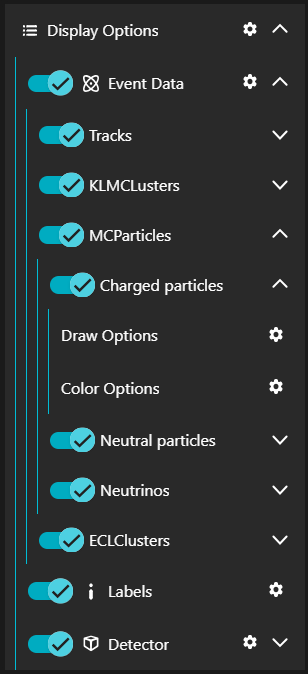 Display Options
Event Data
Tracks
KLMCLusters
MCParticles
Charged particles
Draw Options
Color Options
Neutral particles
Neutrinos
ECLClusters
Labels
Detector